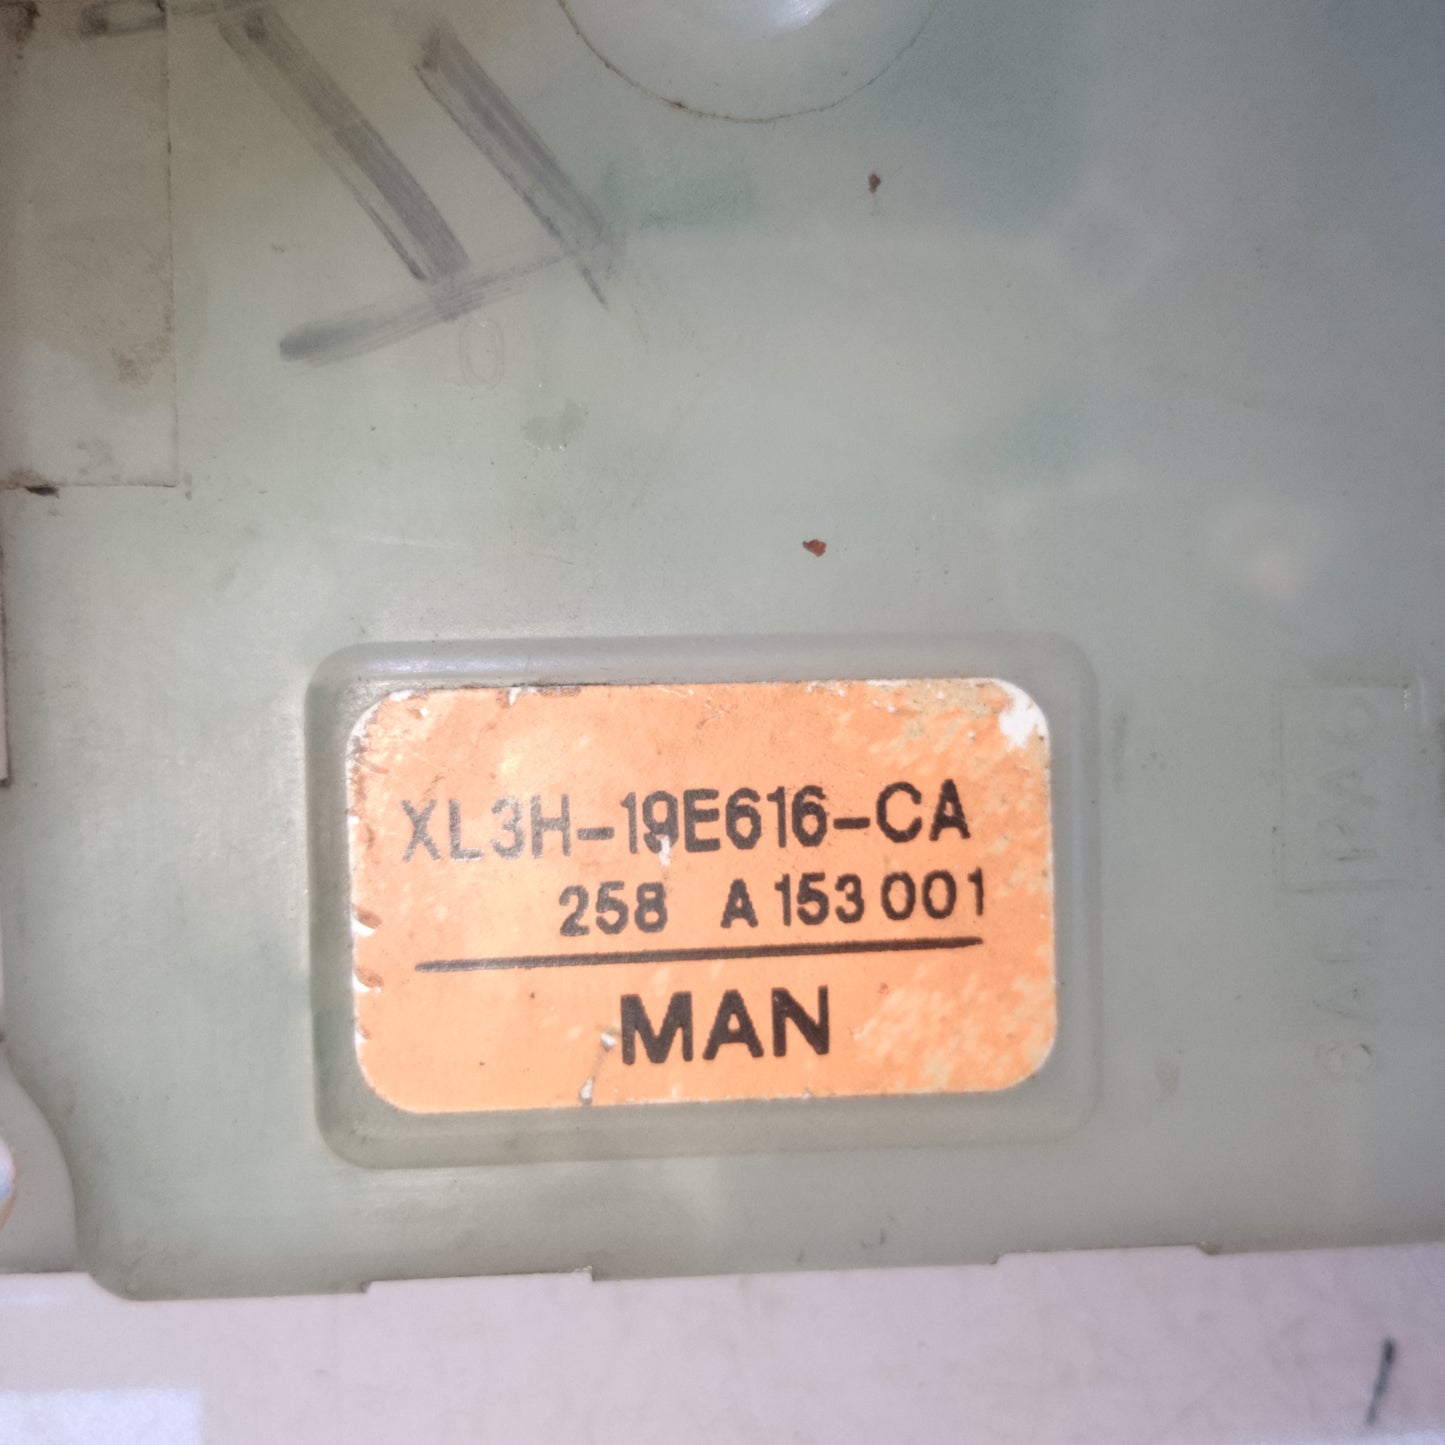 XL3H-19E616-CA
258 A 153 001
MAN